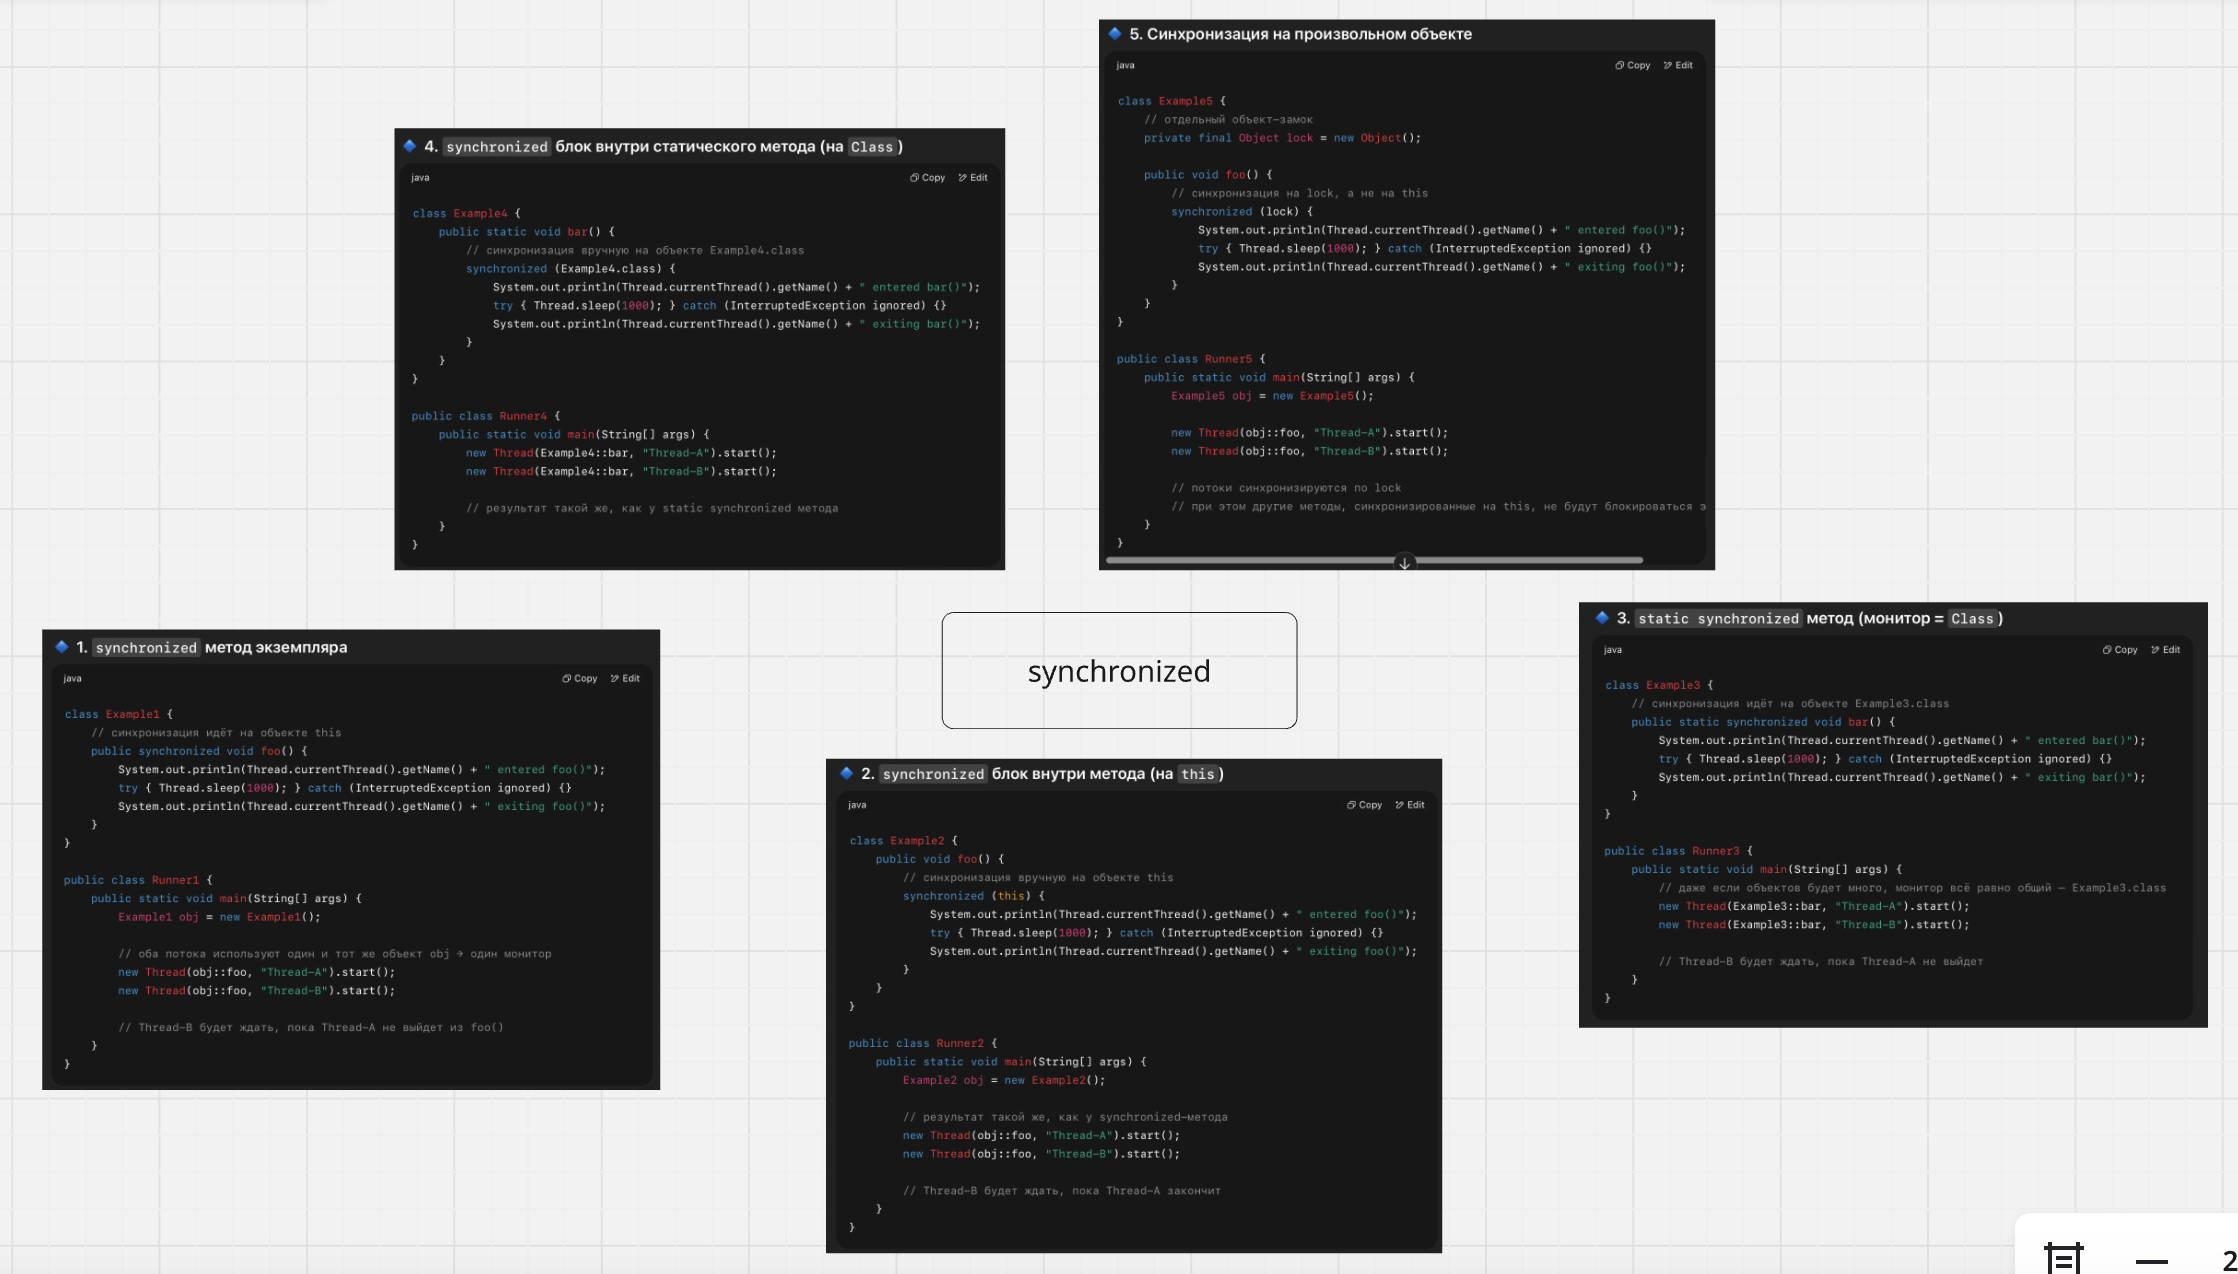 5. Синхронизация на произвольном объекте
java
Copy Edit
class Example5 {
// отдельный объект-замок
private final Object lock = new Object();
public void foo() {
// синхронизация на lock, а не на this
synchronized (lock) {
System.out.println(Thread.currentThread().getName() + " entered foo()");
try { Thread.sleep(1000); } catch (InterruptedException ignored) {}
System.out.println(Thread.currentThread().getName() + " exiting foo()");
}
}
}
public class Runner5 {
public static void main(String[] args) {
Example5 obj = new Example5();
new Thread(obj::foo, "Thread-A").start();
new Thread(obj::foo, "Thread-B").start();
// потоки синхронизируются по lock
// при этом другие методы, синхронизированные на this, не будут блокироваться э
}
}
4. synchronized блок внутри статического метода (на Class)
java
Copy Edit
class Example4 {
public static void bar() {
// синхронизация вручную на объекте Example4.class
synchronized (Example4.class) {
System.out.println(Thread.currentThread().getName() + " entered bar()");
try { Thread.sleep(1000); } catch (InterruptedException ignored) {}
System.out.println(Thread.currentThread().getName() + " exiting bar()");
}
}
}
public class Runner4 {
public static void main(String[] args) {
new Thread(Example4::bar, "Thread-A").start();
new Thread(Example4::bar, "Thread-B").start();
// результат такой же, как у static synchronized метода
}
}
synchronized
1. synchronized метод экземпляра
java
Copy Edit
class Example1 {
// синхронизация идёт на объекте this
public synchronized void foo() {
System.out.println(Thread.currentThread().getName() + " entered foo()");
try { Thread.sleep(1000); } catch (InterruptedException ignored) {}
System.out.println(Thread.currentThread().getName() + " exiting foo()");
}
}
public class Runner1 {
public static void main(String[] args) {
Example1 obj = new Example1();
// оба потока используют один и тот же объект obj → один монитор
new Thread(obj::foo, "Thread-A").start();
new Thread(obj::foo, "Thread-B").start();
// Thread-B будет ждать, пока Thread-A не выйдет из foo()
}
}
2. synchronized блок внутри метода (на this)
java
Copy Edit
class Example2 {
public void foo() {
// синхронизация вручную на объекте this
synchronized (this) {
System.out.println(Thread.currentThread().getName() + " entered foo()");
try { Thread.sleep(1000); } catch (InterruptedException ignored) {}
System.out.println(Thread.currentThread().getName() + " exiting foo()");
}
}
}
public class Runner2 {
public static void main(String[] args) {
Example2 obj = new Example2();
// результат такой же, как у synchronized-метода
new Thread(obj::foo, "Thread-A").start();
new Thread(obj::foo, "Thread-B").start();
// Thread-B будет ждать, пока Thread-A закончит
}
}
3. static synchronized метод (монитор = Class)
java
Copy Edit
class Example3 {
// синхронизация идёт на объекте Example3.class
public static synchronized void bar() {
System.out.println(Thread.currentThread().getName() + " entered bar()");
try { Thread.sleep(1000); } catch (InterruptedException ignored) {}
System.out.println(Thread.currentThread().getName() + " exiting bar()");
}
}
public class Runner3 {
public static void main(String[] args) {
// даже если объектов будет много, монитор всё равно общий — Example3.class
new Thread(Example3::bar, "Thread-A").start();
new Thread(Example3::bar, "Thread-B").start();
// Thread-B будет ждать, пока Thread-A не выйдет
}
}
2